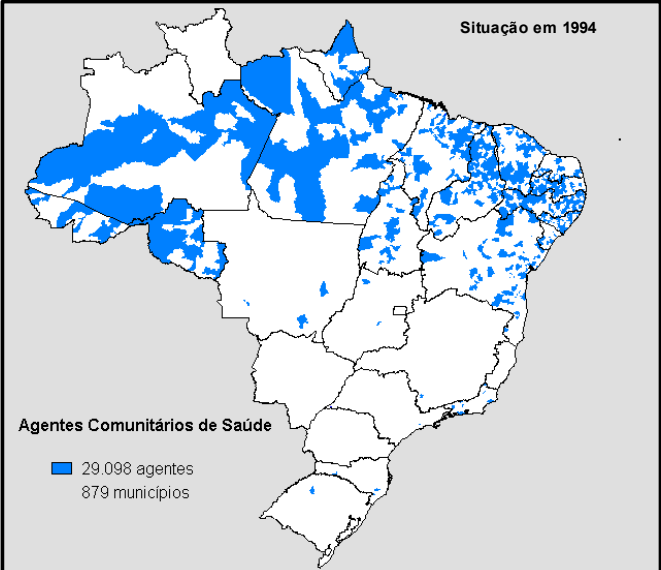 Situação em 1994
Agentes Comunitários de Saúde
29.098 agentes
879 municípios